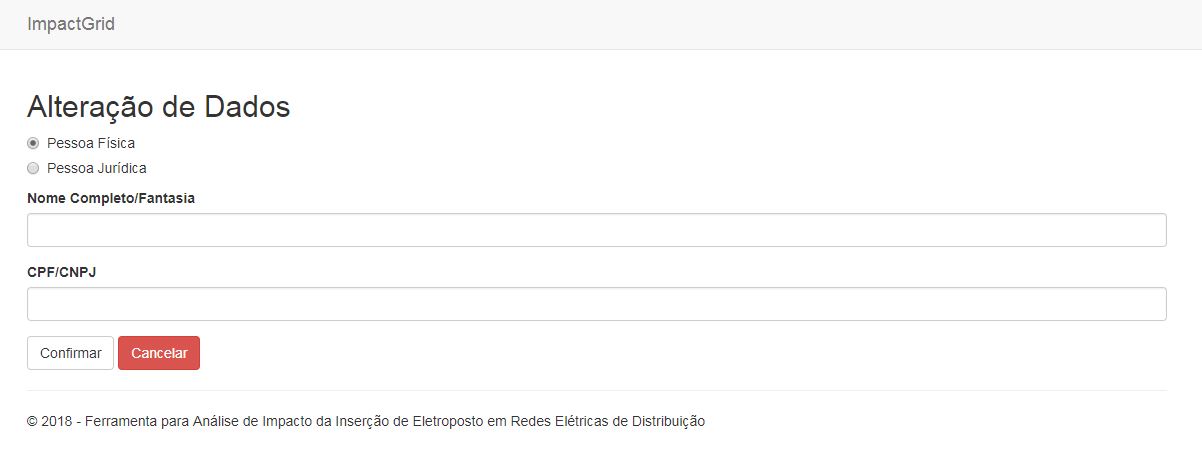 ImpactGrid
Alteração de Dados
Pessoa Física
Pessoa Jurídica
Nome Completo/Fantasia
CPF/CNPJ
Confirmar Cancelar
© 2018 - Ferramenta para Análise de Impacto da Inserção de Eletroposto em Redes Elétricas de Distribuição